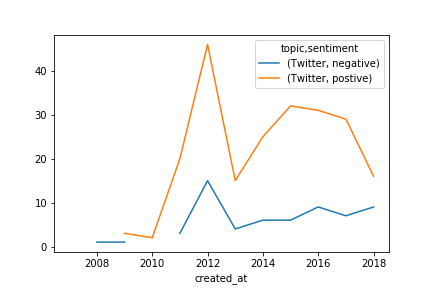 topic,sentiment
(Twitter, negative)
(Twitter, postive)
40
30
20
10
0
2008 2010 2012 2014 2016 2018
created_at